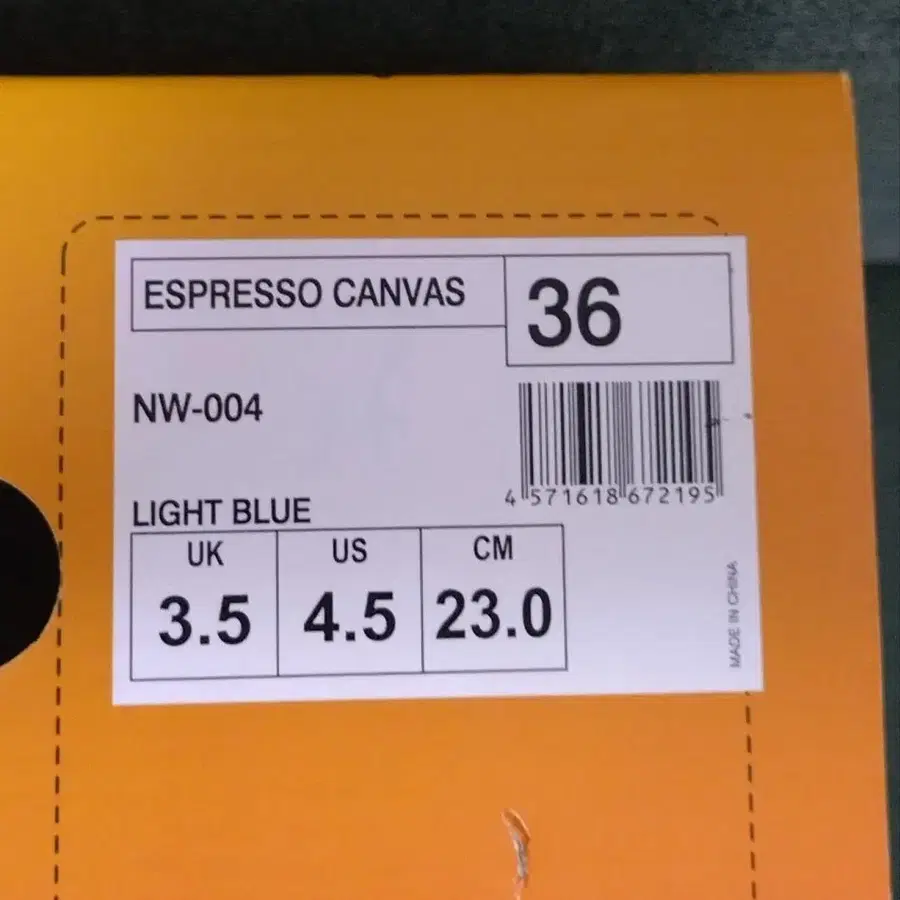 ESPRESSO CANVAS
36
NW-004
4 571618 672195
LIGHT BLUE
UK US CM
3.5 4.5 23.0
MADE IN CHINA